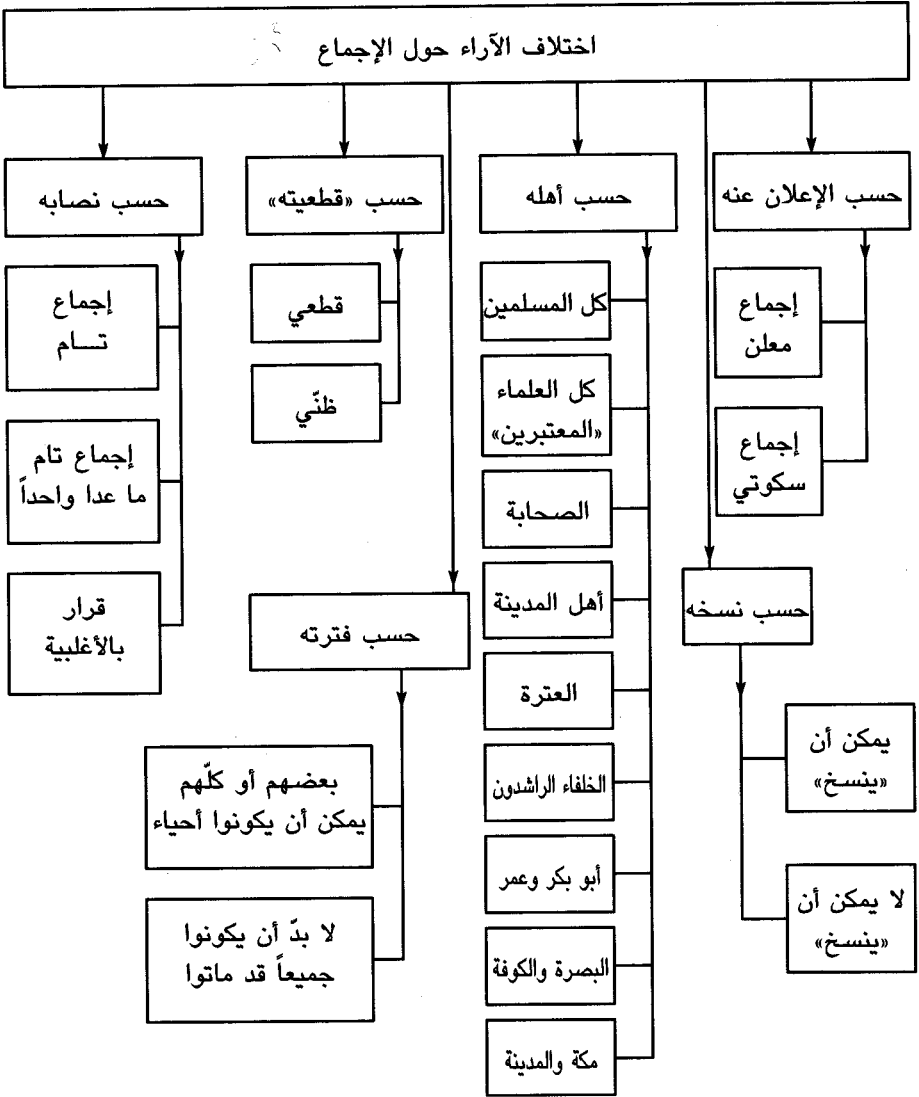 اختلاف الآراء حول الإجماع
حسب الإعلان عنه
إجماع
معلن
إجماع
سكوتي
حسب نسخه
يمكن أن
«ينسخ»
لا يمكن أن
«ينسخ»
حسب أهله
كل المسلمين
كل العلماء
«المعتبرين»
الصحابة
أهل المدينة
العترة
الخلفاء الراشدون
أبو بكر وعمر
البصرة والكوفة
مكة والمدينة
حسب «قطعيته»
قطعي
ظنّي
حسب فترته
بعضهم أو كلّهم
يمكن أن يكونوا أحياء
لا بدّ أن يكونوا
جميعاً قد ماتوا
حسب نصابه
إجماع
تـــام
إجماع تام
ما عدا واحداً
قرار
بالأغلبية